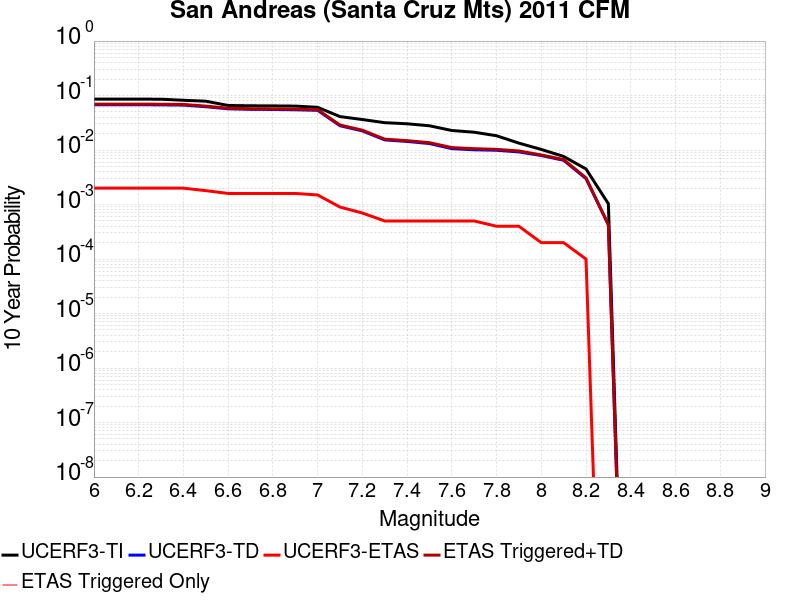 San Andreas (Santa Cruz Mts) 2011 CFM
10 0
10 -1
10 -2
10 -3
10 -4
10 -5
10 -6
10 -7
10 -8
10 Year Probability
6 6.2 6.4 6.6 6.8 7 7.2 7.4 7.6 7.8 8 8.2 8.4 8.6 8.8 9
Magnitude
UCERF3-TI UCERF3-TD UCERF3-ETAS ETAS Triggered+TD
ETAS Triggered Only